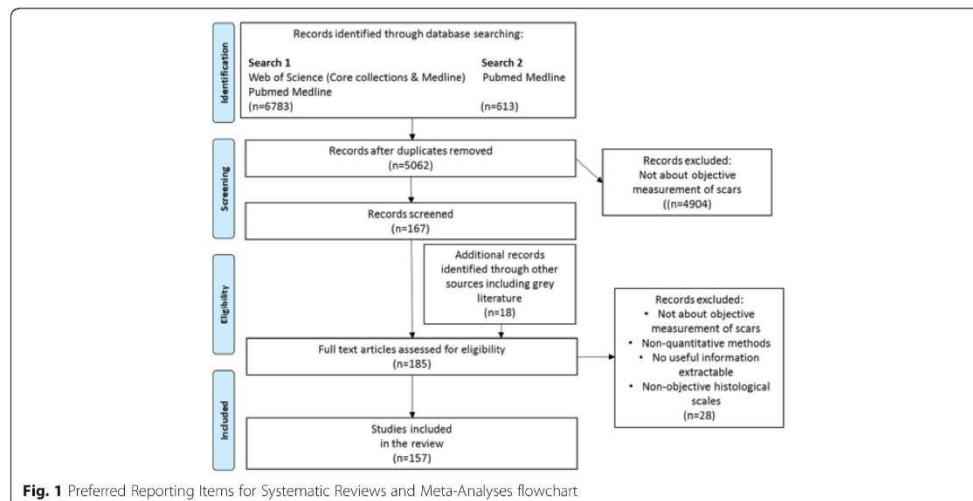 Identification
Records identified through database searching:
Search 1
Web of Science (Core collections & Medline)
Pubmed Medline
(n=6783)
Search 2
Pubmed Medline
(n=613)
Screening
Records after duplicates removed
(n=5062)
Records excluded:
Not about objective
measurement of scars
((n=4904)
Records screened
(n=167)
Eligibility
Additional records
identified through other
sources including grey
literature
(n=18)
Full text articles assessed for eligibility
(n=185)
Records excluded:
• Not about objective
measurement of scars
• Non-quantitative methods
• No useful information
extractable
• Non-objective histological
scales
(n=28)
Included
Studies included
in the review
(n=157)
Fig. 1 Preferred Reporting Items for Systematic Reviews and Meta-Analyses flowchart